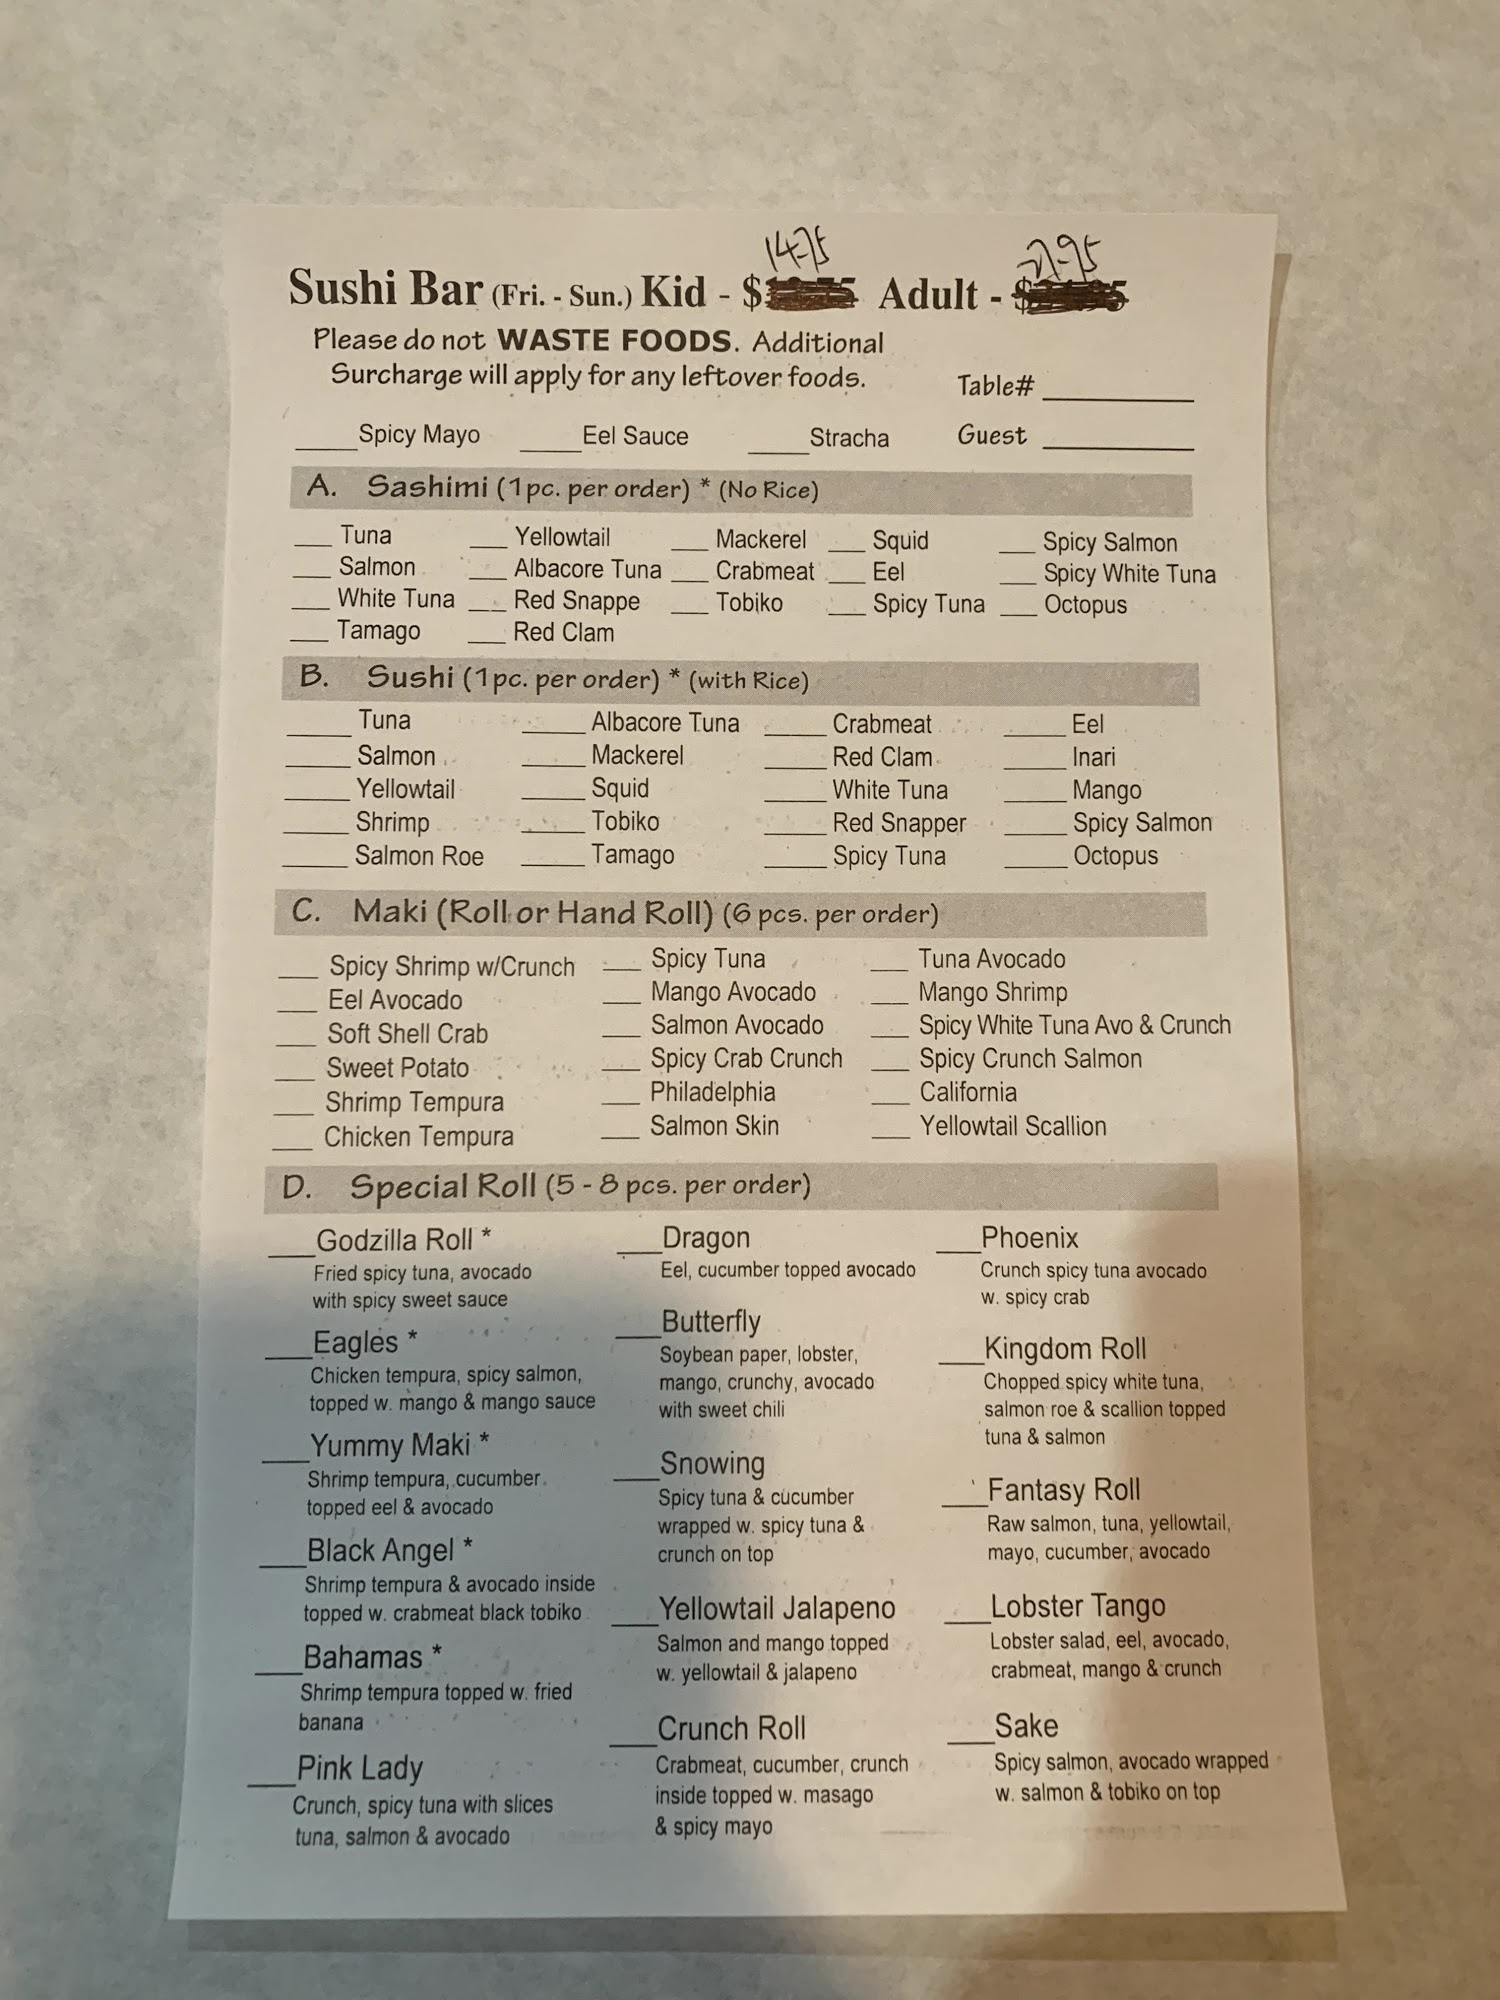 14.75 27.95
Sushi Bar (Fri. - Sun.) Kid - $ Adult - $
Please do not WASTE FOODS. Additional
Surcharge will apply for any leftover foods.
Table#
Spicy Mayo Eel Sauce Stracha Guest
A. Sashimi (1pc. per order) * (No Rice)
Tuna Yellowtail Mackerel Squid Spicy Salmon
Salmon Albacore Tuna Crabmeat Eel Spicy White Tuna
White Tuna Red Snappe Tobiko Spicy Tuna Octopus
Tamago Red Clam
B. Sushi (1pc. per order) * (with Rice)
Tuna Albacore Tuna Crabmeat Eel
Salmon Mackerel Red Clam Inari
Yellowtail Squid White Tuna Mango
Shrimp Tobiko Red Snapper Spicy Salmon
Salmon Roe Tamago Spicy Tuna Octopus
C. Maki (Roll or Hand Roll) (6 pcs. per order)
Spicy Shrimp w/Crunch Spicy Tuna Tuna Avocado
Eel Avocado Mango Avocado Mango Shrimp
Soft Shell Crab Salmon Avocado Spicy White Tuna Avo & Crunch
Sweet Potato Spicy Crab Crunch Spicy Crunch Salmon
Shrimp Tempura Philadelphia California
Chicken Tempura Salmon Skin Yellowtail Scallion
D. Special Roll (5 - 8 pcs. per order)
Godzilla Roll *
Fried spicy tuna, avocado
with spicy sweet sauce
Eagles *
Chicken tempura, spicy salmon,
topped w. mango & mango sauce
Yummy Maki *
Shrimp tempura, cucumber
topped eel & avocado
Black Angel *
Shrimp tempura & avocado inside
topped w. crabmeat black tobiko
Bahamas *
Shrimp tempura topped w. fried
banana
Pink Lady
Crunch, spicy tuna with slices
tuna, salmon & avocado
Dragon
Eel, cucumber topped avocado
Butterfly
Soybean paper, lobster,
mango, crunchy, avocado
with sweet chili
Snowing
Spicy tuna & cucumber
wrapped w. spicy tuna &
crunch on top
Yellowtail Jalapeno
Salmon and mango topped
w. yellowtail & jalapeno
Crunch Roll
Crabmeat, cucumber, crunch
inside topped w. masago
& spicy mayo
Phoenix
Crunch spicy tuna avocado
w. spicy crab
Kingdom Roll
Chopped spicy white tuna,
salmon roe & scallion topped
tuna & salmon
Fantasy Roll
Raw salmon, tuna, yellowtail,
mayo, cucumber, avocado
Lobster Tango
Lobster salad, eel, avocado,
crabmeat, mango & crunch
Sake
Spicy salmon, avocado wrapped
w. salmon & tobiko on top